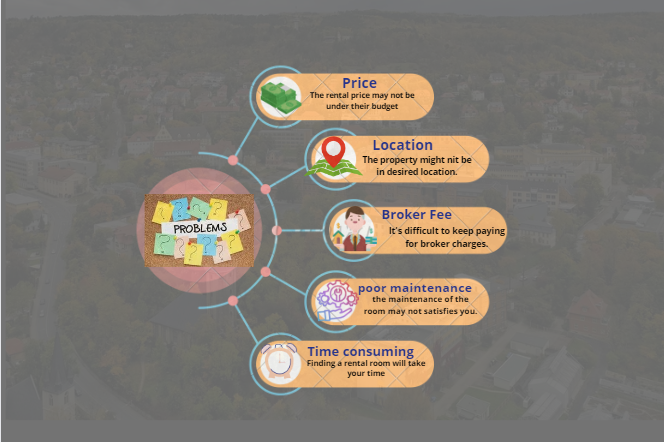 Price
The rental price may not be
under their budget
Location
The property might nit be
in desired location.
PROBLEMS
Broker Fee
It's difficult to keep paying
for broker charges.
poor maintenance
the maintenance of the
room may not satisfies you.
Time consuming
Finding a rental room will take
your time